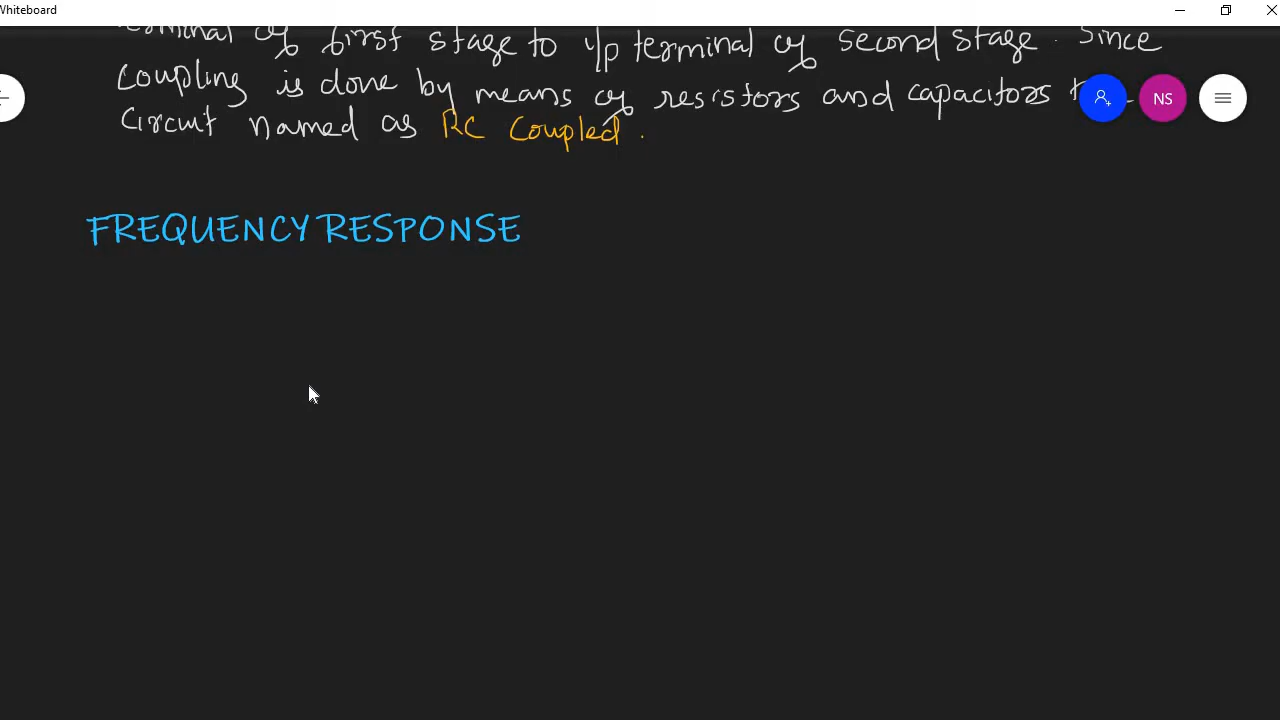 Whiteboard
terminal of first stage to i/p terminal of second stage. Since
coupling is done by means of resistors and capacitors
NS
Circuit named as RC Coupled.
FREQUENCY RESPONSE